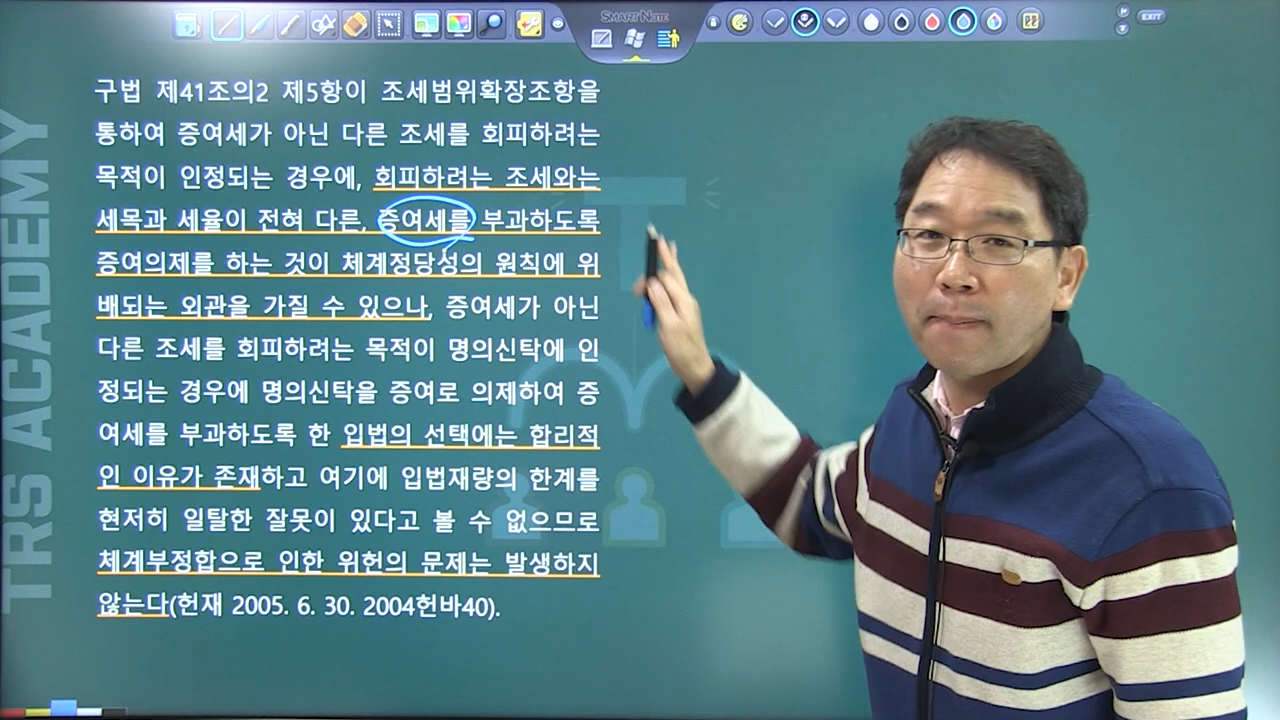 SMART NOTE
EXIT
구법 제41조의2 제5항이 조세범위확장조항을
통하여 증여세가 아닌 다른 조세를 회피하려는
목적이 인정되는 경우에, 회피하려는 조세와는
세목과 세율이 전혀 다른, 증여세를 부과하도록
증여의제를 하는 것이 체계정당성의 원칙에 위
배되는 외관을 가질 수 있으나, 증여세가 아닌
다른 조세를 회피하려는 목적이 명의신탁에 인
정되는 경우에 명의신탁을 증여로 의제하여 증
여세를 부과하도록 한 입법의 선택에는 합리적
인 이유가 존재하고 여기에 입법재량의 한계를
현저히 일탈한 잘못이 있다고 볼 수 없으므로
체계부정합으로 인한 위헌의 문제는 발생하지
않는다(헌재 2005. 6. 30. 2004헌바40).
TRS ACADEMY